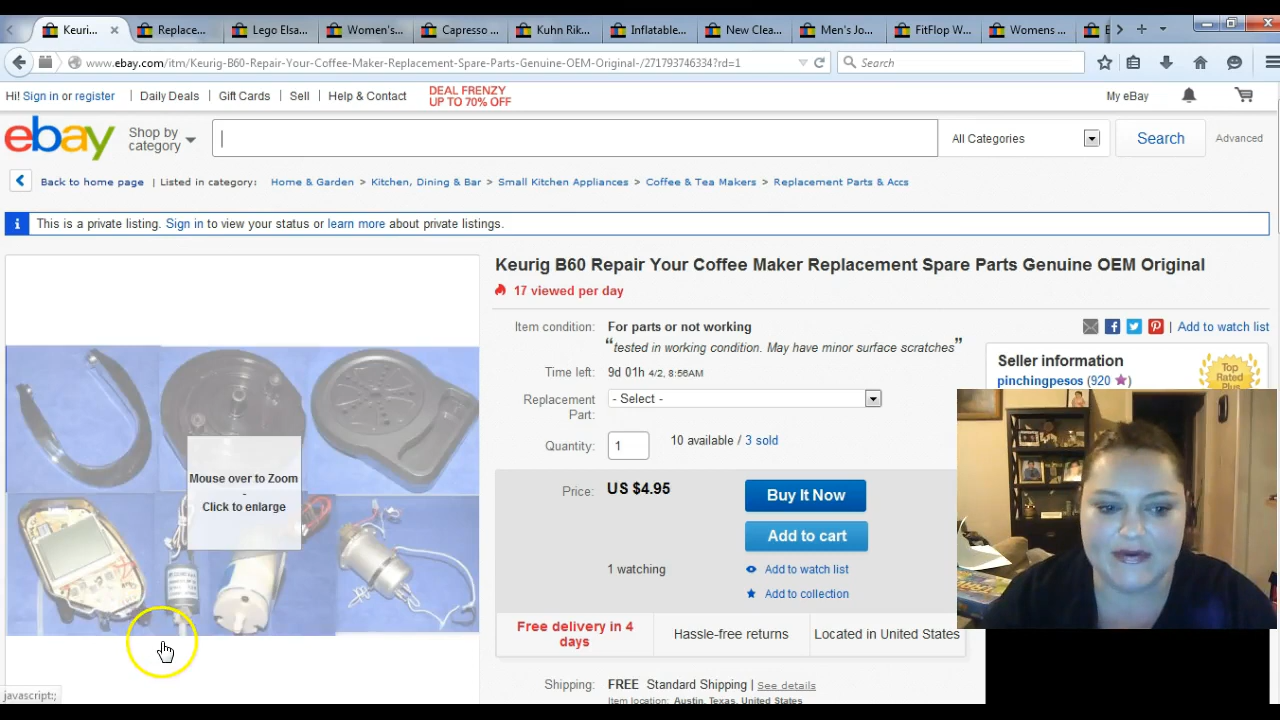 Keuri...
Replace...
Lego Elsa...
Women's...
Capresso ...
Kuhn Rik...
Inflatable...
New Clea...
Men's Jo...
FitFlop W...
Womens ...
www.ebay.com/itm/Keurig-B60-Repair-Your-Coffee-Maker-Replacement-Spare-Parts-Genuine-OEM-Original-/271793746334?rd=1
Search
Hi! Sign in or register
Daily Deals
Gift Cards
Sell
Help & Contact
DEAL FRENZY
UP TO 70% OFF
My eBay
ebay
Shop by
category
All Categories
Search
Advanced
Back to home page | Listed in category: Home & Garden > Kitchen, Dining & Bar > Small Kitchen Appliances > Coffee & Tea Makers > Replacement Parts & Accs
i This is a private listing. Sign in to view your status or learn more about private listings.
Keurig B60 Repair Your Coffee Maker Replacement Spare Parts Genuine OEM Original
17 viewed per day
Item condition: For parts or not working
“tested in working condition. May have minor surface scratches”
Time left: 9d 01h 4/2, 8:56AM
Replacement
Part:
- Select -
Quantity: 1 10 available / 3 sold
Price: US $4.95
Buy It Now
Add to cart
1 watching
Add to watch list
Add to collection
Free delivery in 4
days
Hassle-free returns
Located in United States
Shipping: FREE Standard Shipping | See details
Item location: Austin, Texas, United States
| Add to watch list
Seller information
pinchingpesos (920 )
Top
Rated
Plus
Mouse over to Zoom
-
Click to enlarge
javascript:;